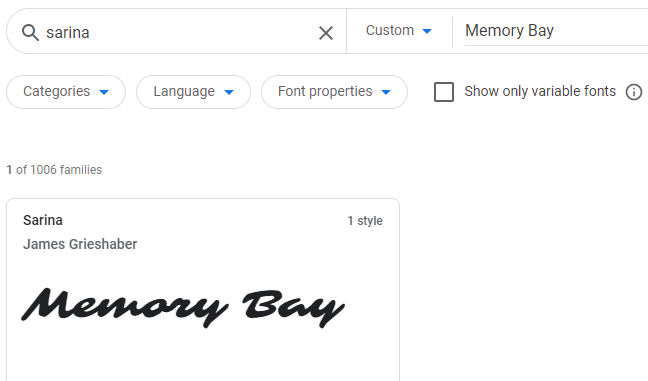 sarina Custom Memory Bay
Categories Language Font properties Show only variable fonts
1 of 1006 families
Sarina 1 style
James Grieshaber
Memory Bay